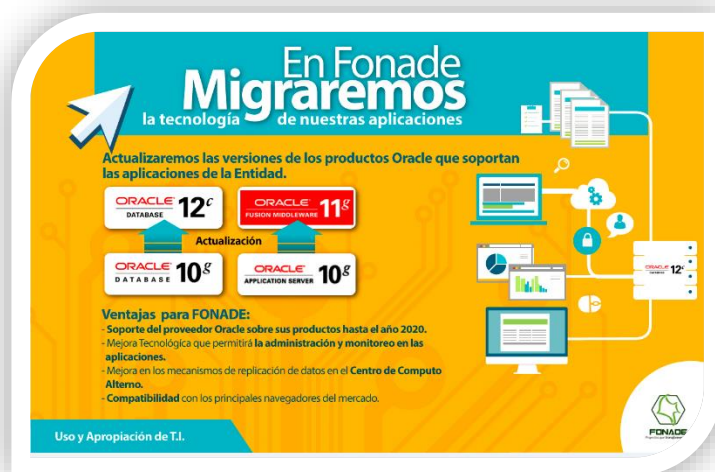 En Fonade
Migraremos
la tecnología de nuestras aplicaciones
Actualizaremos las versiones de los productos Oracle que soportan
las aplicaciones de la Entidad.
ORACLE
DATABASE
12c
ORACLE
FUSION MIDDLEWARE
11g
Actualización
ORACLE
DATABASE
10g
ORACLE
APPLICATION SERVER
10g
ORACLE
12c
Ventajas para FONADE:
- Soporte del proveedor Oracle sobre sus productos hasta el año 2020.
- Mejora Tecnológica que permitirá la administración y monitoreo en las
aplicaciones.
- Mejora en los mecanismos de replicación de datos en el Centro de Computo
Alterno.
- Compatibilidad con los principales navegadores del mercado.
Uso y Apropiación de T.I.
FONADE